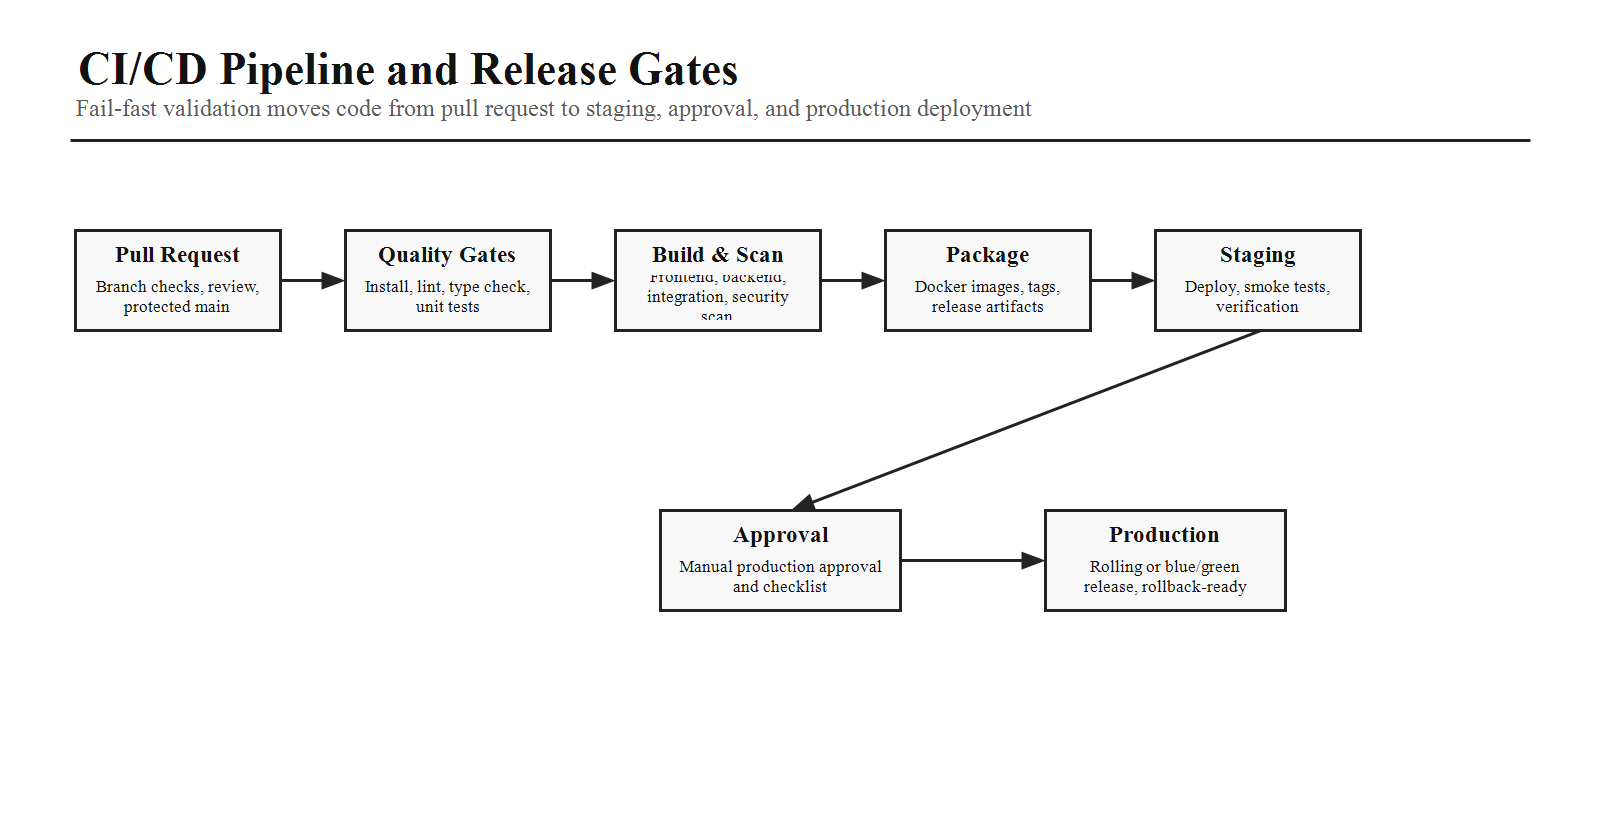 CI/CD Pipeline and Release Gates
Fail-fast validation moves code from pull request to staging, approval, and production deployment
Pull Request
Branch checks, review,
protected main
Quality Gates
Install, lint, type check,
unit tests
Build & Scan
Frontend, backend,
integration, security
scan
Package
Docker images, tags,
release artifacts
Staging
Deploy, smoke tests,
verification
Approval
Manual production approval
and checklist
Production
Rolling or blue/green
release, rollback-ready